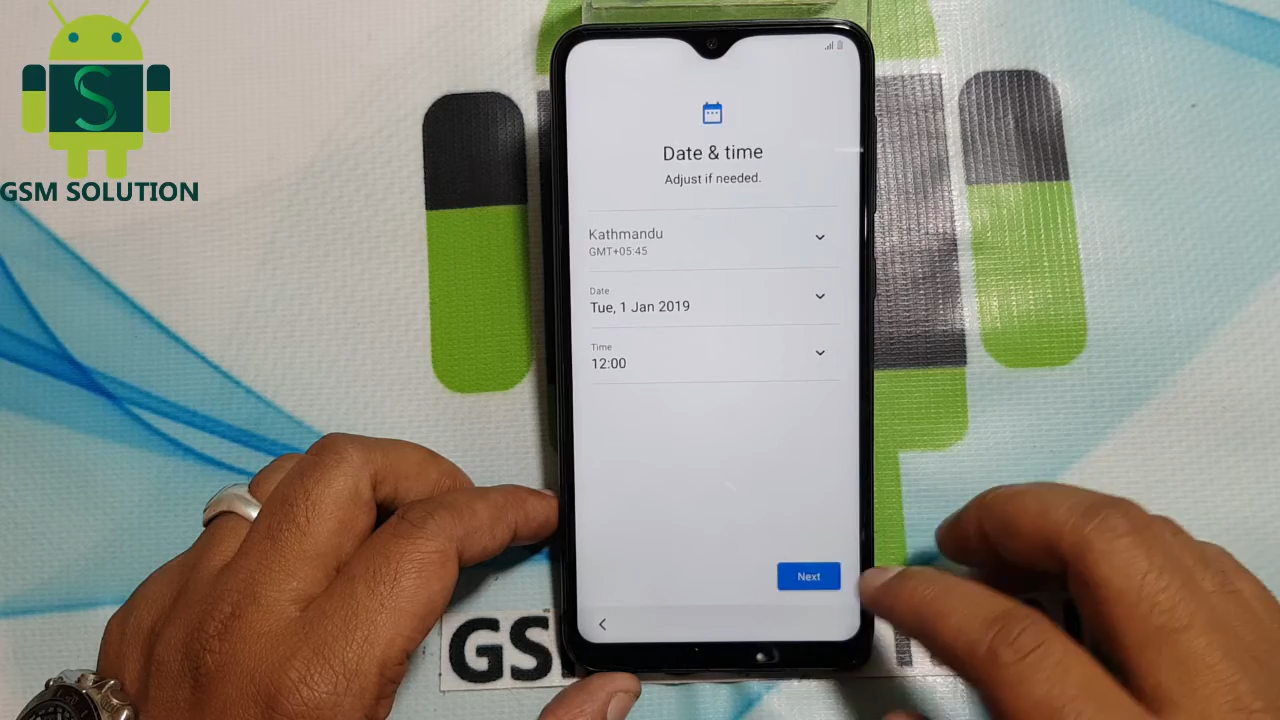 S
GSM SOLUTION
Date & time
Adjust if needed.
Kathmandu
GMT+05:45
Date
Tue, 1 Jan 2019
Time
12:00
Next
GS